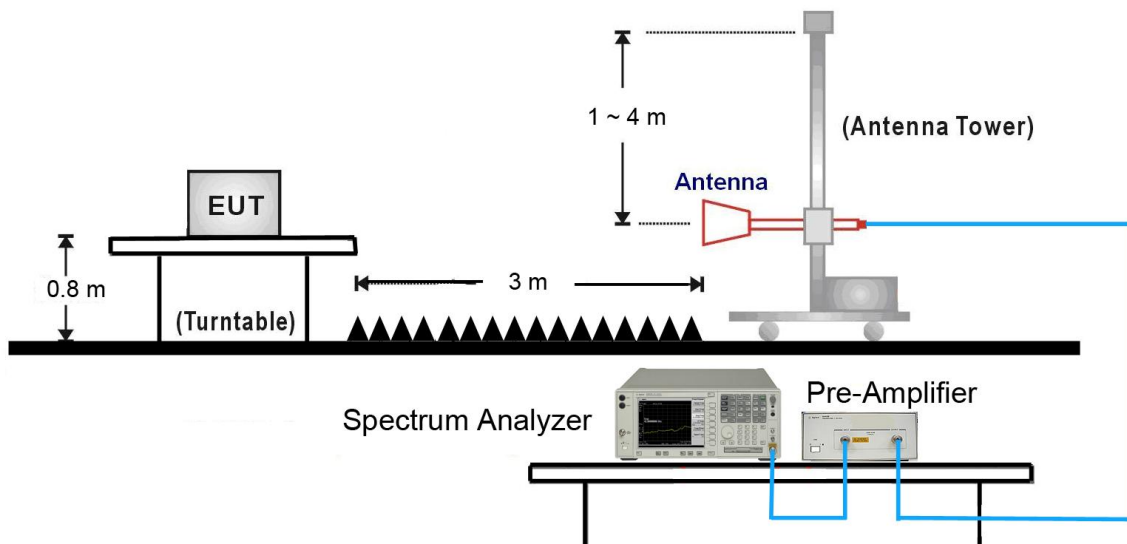 1 ~ 4 m
(Antenna Tower)
Antenna
EUT
0.8 m
3 m
(Turntable)
Spectrum Analyzer
Pre-Amplifier